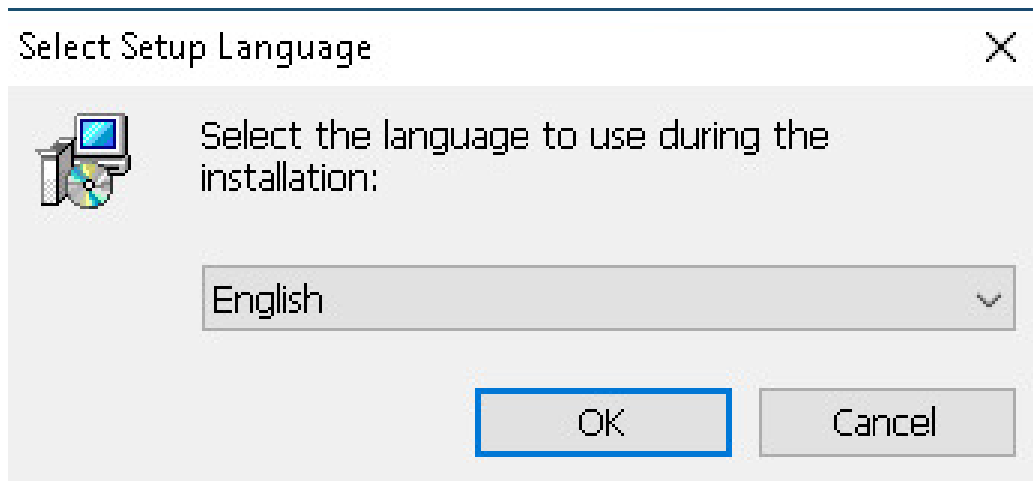 Select Setup Language
Select the language to use during the
installation:
English
OK
Cancel